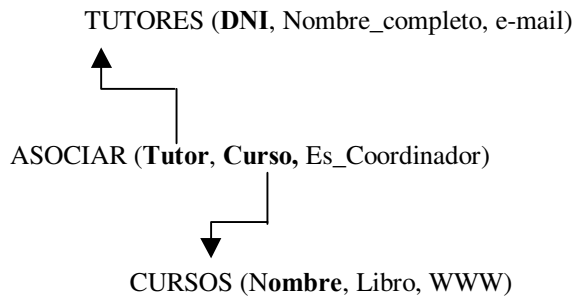 TUTORES (DNI, Nombre_completo, e-mail)
ASOCIAR (Tutor, Curso, Es_Coordinador)
CURSOS (Nombre, Libro, WWW)